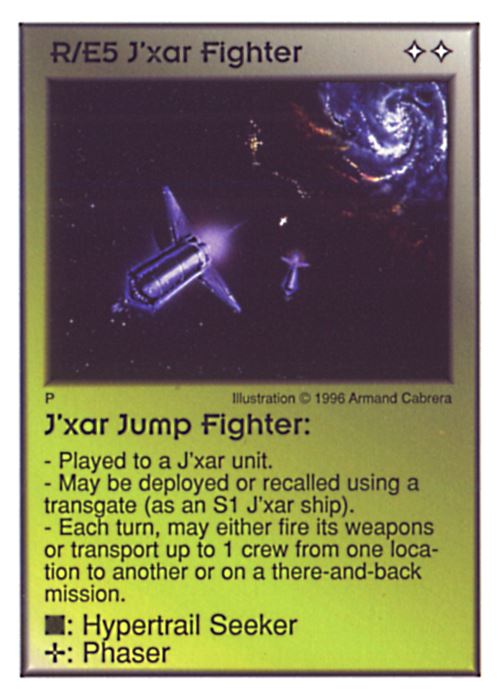 R/E5 J'xar Fighter
P
Illustration © 1996 Armand Cabrera
J'xar Jump Fighter:
- Played to a J'xar unit.
- May be deployed or recalled using a
transgate (as an S1 J'xar ship).
- Each turn, may either fire its weapons
or transport up to 1 crew from one loca-
tion to another or on a there-and-back
mission.
: Hypertrail Seeker
: Phaser